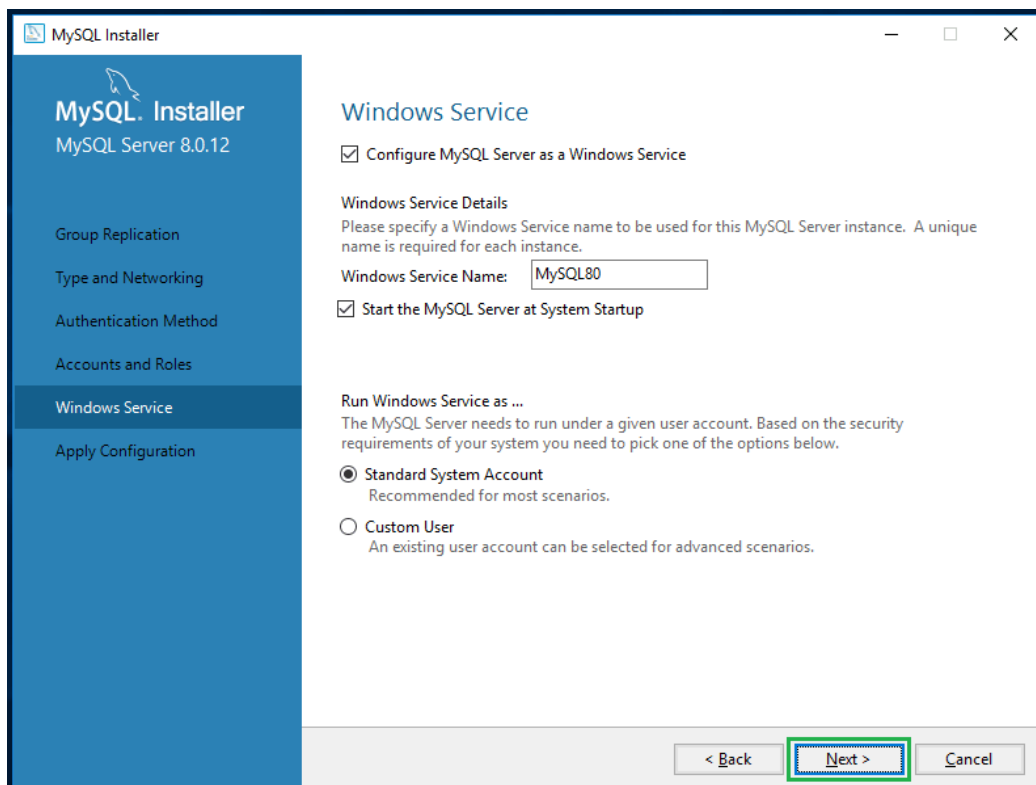 MySQL Installer
MySQL. Installer
MySQL Server 8.0.12
Group Replication
Type and Networking
Authentication Method
Accounts and Roles
Windows Service
Apply Configuration
Windows Service
Configure MySQL Server as a Windows Service
Windows Service Details
Please specify a Windows Service name to be used for this MySQL Server instance. A unique
name is required for each instance.
Windows Service Name: MySQL80
Start the MySQL Server at System Startup
Run Windows Service as ...
The MySQL Server needs to run under a given user account. Based on the security
requirements of your system you need to pick one of the options below.
Standard System Account
Recommended for most scenarios.
Custom User
An existing user account can be selected for advanced scenarios.
< Back Next > Cancel